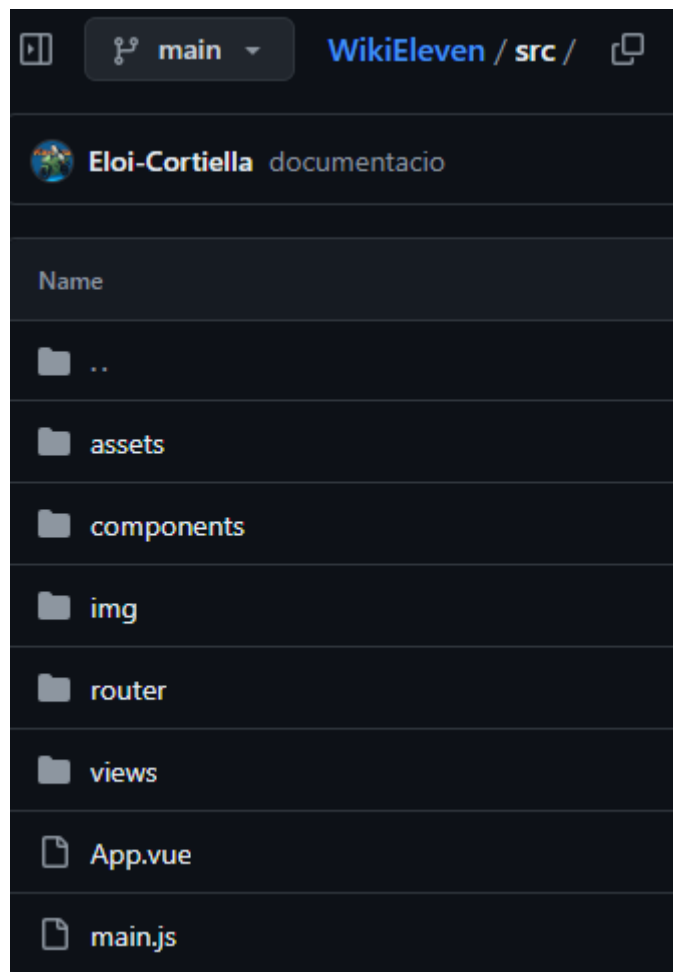 main WikiEleven / src /
Eloi-Cortiella documentacio
Name
..
assets
components
img
router
views
App.vue
main.js